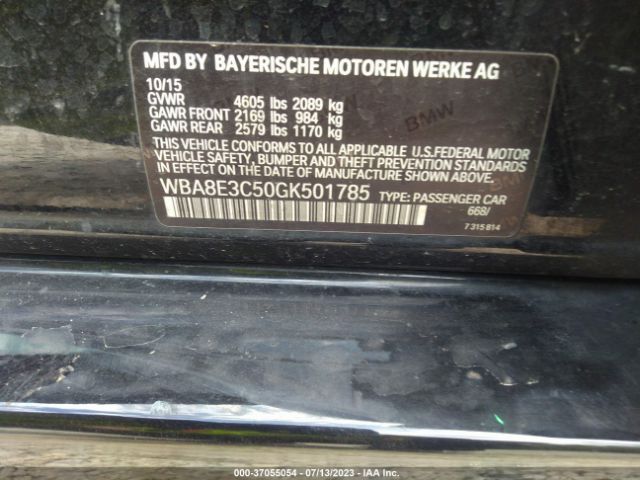 MFD BY BAYERISCHE MOTOREN WERKE AG
10/15
GVWR 4605 lbs 2089 kg
GAWR FRONT 2169 lbs 984 kg
GAWR REAR 2579 lbs 1170 kg
THIS VEHICLE CONFORMS TO ALL APPLICABLE U.S.FEDERAL MOTOR
VEHICLE SAFETY, BUMPER AND THEFT PREVENTION STANDARDS
IN EFFECT ON THE DATE OF MANUFACTURE SHOWN ABOVE.
WBA8E3C50GK501785 TYPE: PASSENGER CAR
668/
7 315 814
BMW
000-37055054 - 07/13/2023 - IAA Inc.